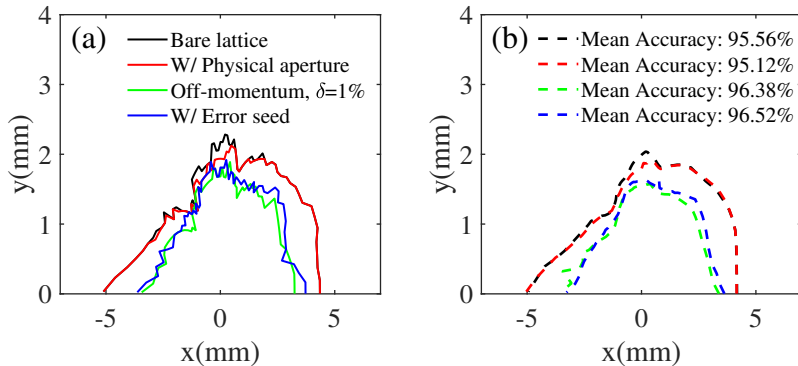 (a)
Bare lattice
W/ Physical aperture
Off-momentum, δ=1%
W/ Error seed
4
3
2
1
0
y(mm)
-5
0
5
x(mm)
(b)
Mean Accuracy: 95.56%
Mean Accuracy: 95.12%
Mean Accuracy: 96.38%
Mean Accuracy: 96.52%
4
3
2
1
0
y(mm)
-5
0
5
x(mm)